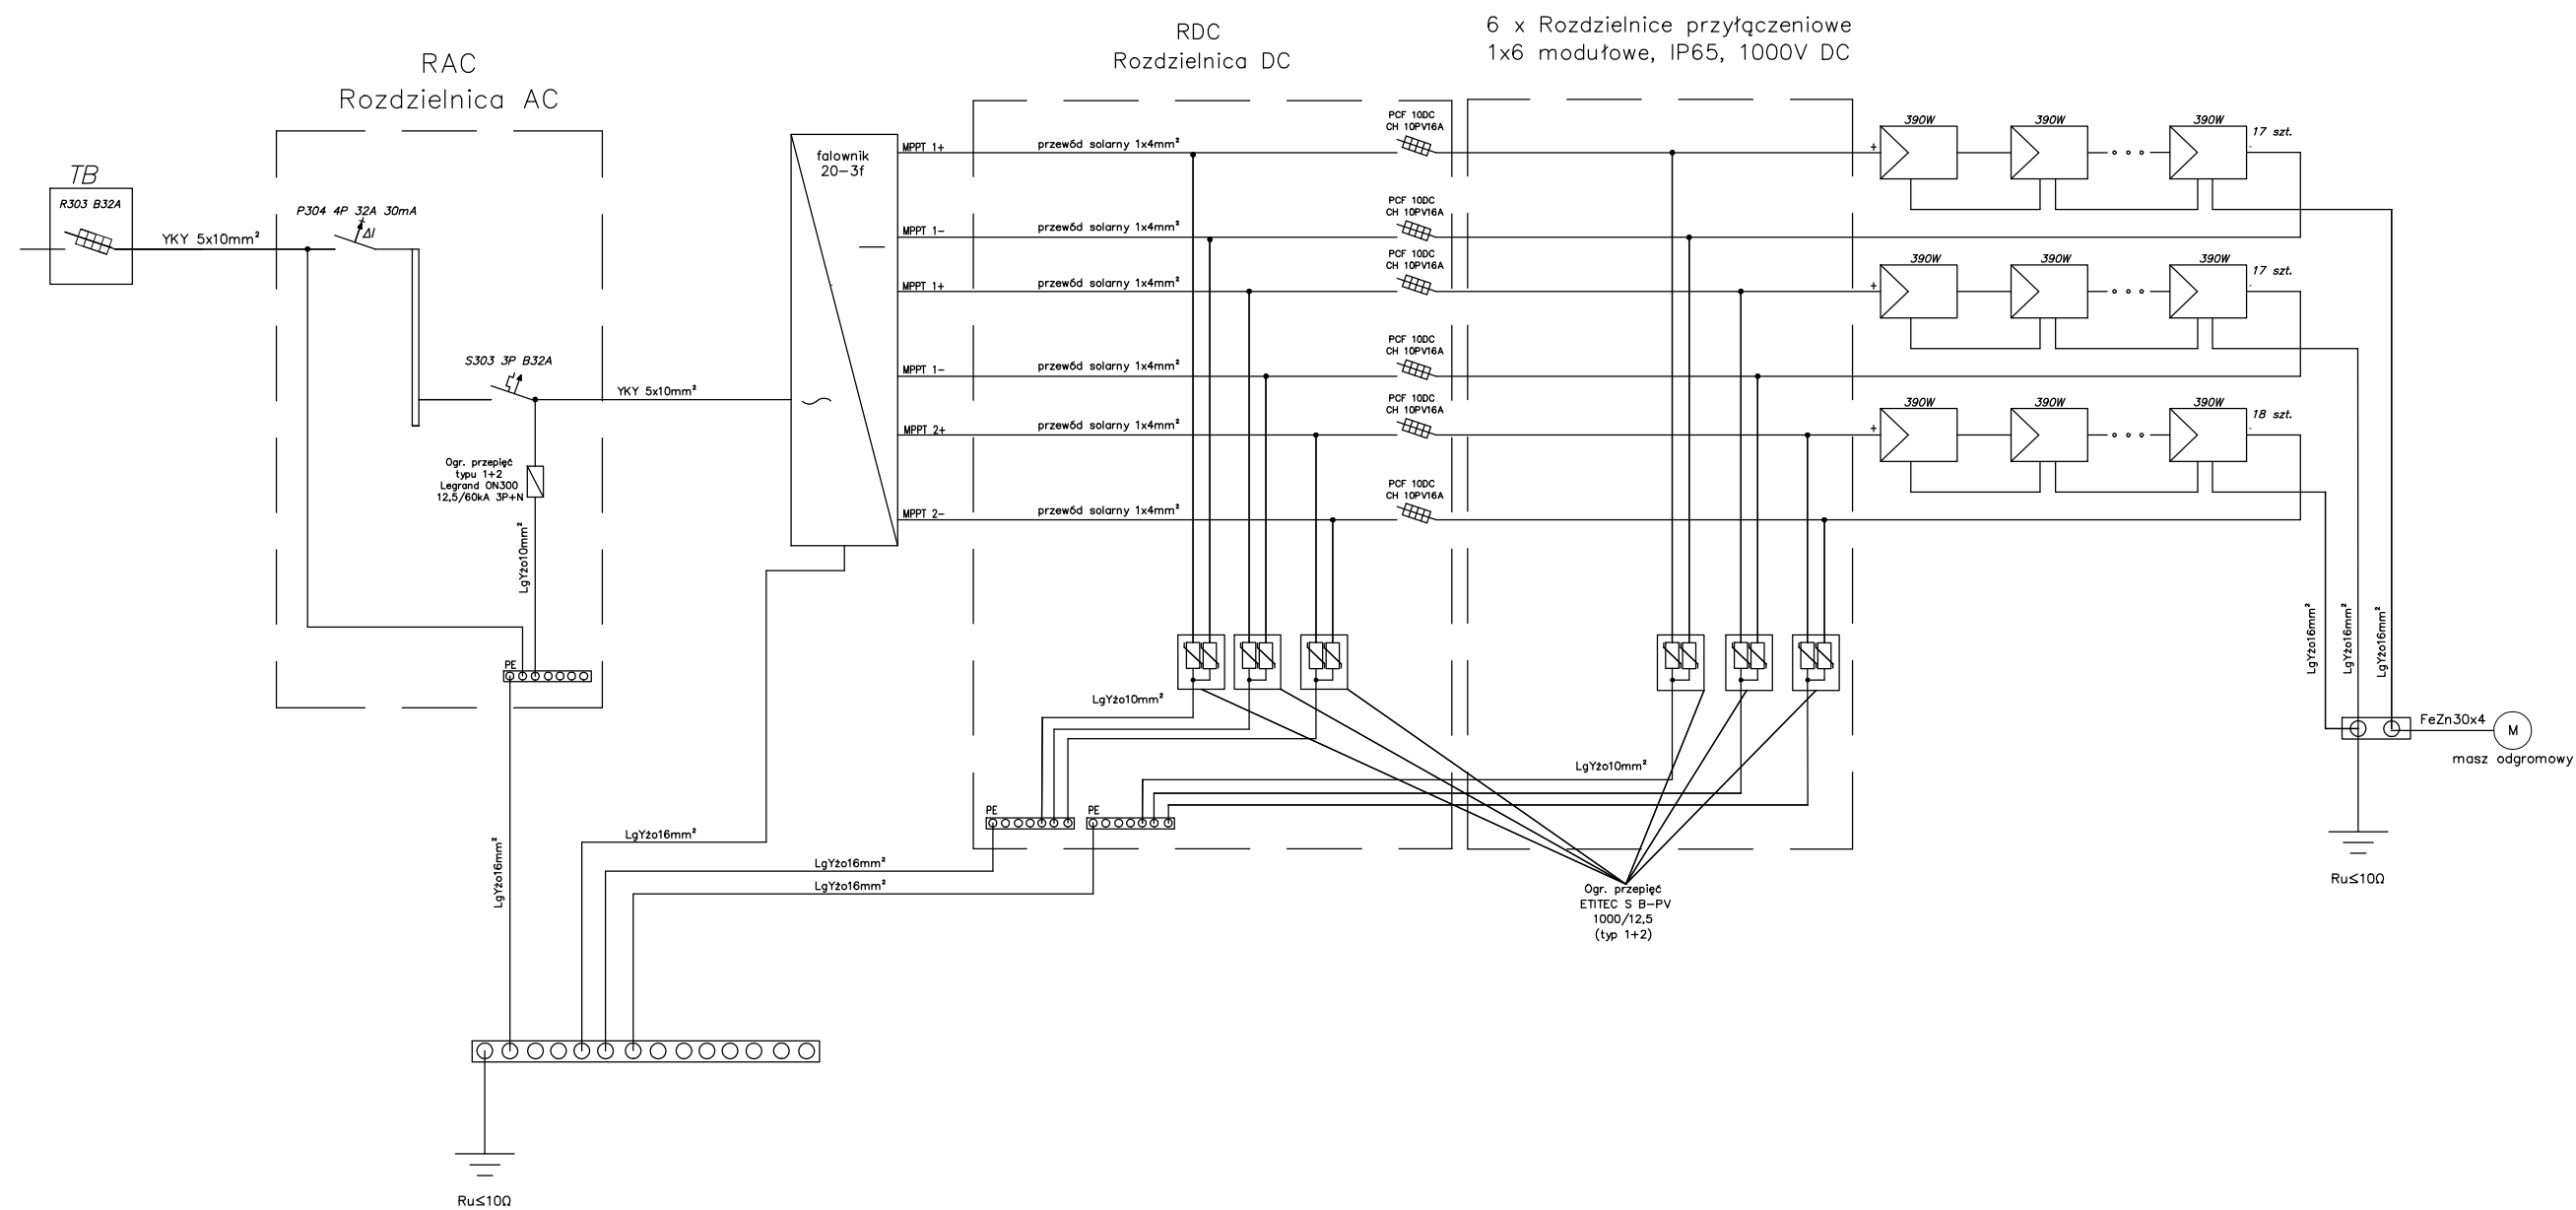 RAC
Rozdzielnica AC
RDC
Rozdzielnica DC
6 x Rozdzielnice przyłączeniowe
1x6 modułowe, IP65, 1000V DC
TB
R303 B32A
YKY 5x10mm²
P304 4P 32A 30mA
ΔI
S303 3P B32A
YKY 5x10mm²
Ogr. przepięć
typu 1+2
Legrand ON300
12,5/60kA 3P+N
LgYżo10mm²
PE
LgYżo16mm²
falownik
20-3f
MPPT 1+
przewód solarny 1x4mm²
PCF 10DC
CH 10PV16A
+
390W
390W
390W
17 szt.
-
MPPT 1-
przewód solarny 1x4mm²
PCF 10DC
CH 10PV16A
MPPT 1+
przewód solarny 1x4mm²
PCF 10DC
CH 10PV16A
+
390W
390W
390W
17 szt.
-
MPPT 1-
przewód solarny 1x4mm²
PCF 10DC
CH 10PV16A
MPPT 2+
przewód solarny 1x4mm²
PCF 10DC
CH 10PV16A
+
390W
390W
390W
18 szt.
-
MPPT 2-
przewód solarny 1x4mm²
PCF 10DC
CH 10PV16A
LgYżo10mm²
LgYżo10mm²
PE
PE
LgYżo16mm²
LgYżo16mm²
LgYżo16mm²
Ogr. przepięć
ETITEC S B-PV
1000/12,5
(typ 1+2)
LgYżo16mm²
LgYżo16mm²
LgYżo16mm²
FeZn30x4
M
masz odgromowy
Ru≤10Ω
Ru≤10Ω